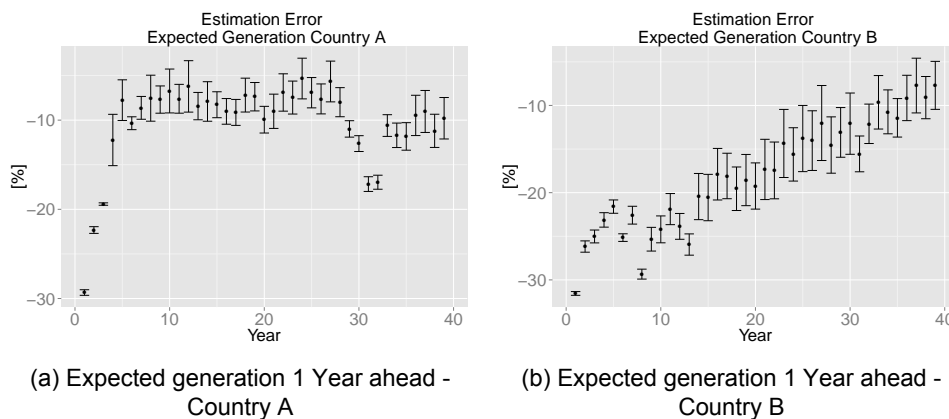 Estimation Error
Expected Generation Country A
[%]
−10
−20
−30
0
10
20
30
40
Year
(a) Expected generation 1 Year ahead -
Country A
Estimation Error
Expected Generation Country B
[%]
−10
−20
−30
0
10
20
30
40
Year
(b) Expected generation 1 Year ahead -
Country B